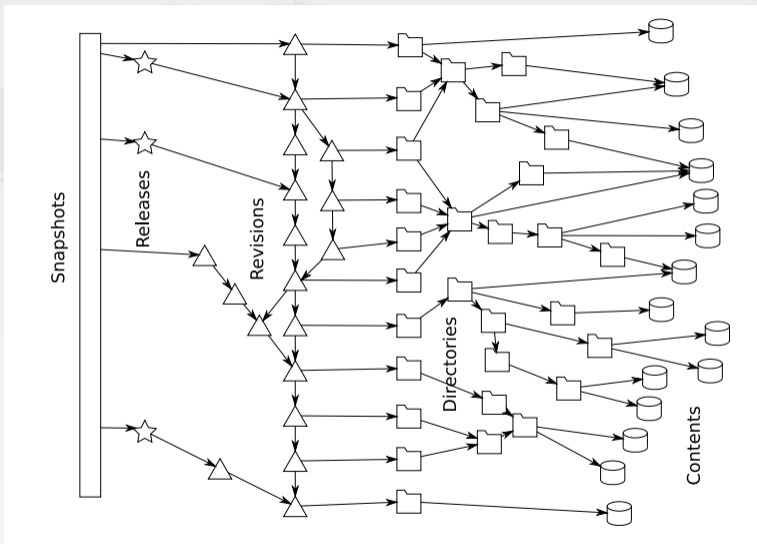 Snapshots
Releases
Revisions
Directories
Contents